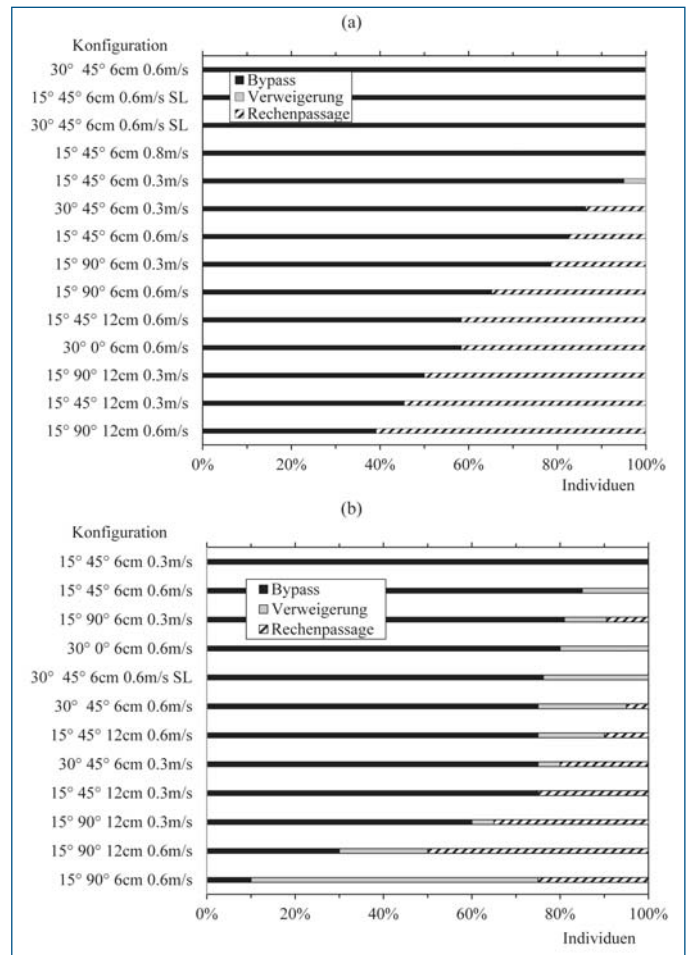 (a)
Konfiguration
30° 45° 6cm 0.6m/s
15° 45° 6cm 0.6m/s SL
30° 45° 6cm 0.6m/s SL
15° 45° 6cm 0.8m/s
15° 45° 6cm 0.3m/s
30° 45° 6cm 0.3m/s
15° 45° 6cm 0.6m/s
15° 90° 6cm 0.3m/s
15° 90° 6cm 0.6m/s
15° 45° 12cm 0.6m/s
30° 0° 6cm 0.6m/s
15° 90° 12cm 0.3m/s
15° 45° 12cm 0.3m/s
15° 90° 12cm 0.6m/s
Bypass
Verweigerung
Rechenpassage
0% 20% 40% 60% 80% 100%
Individuen
(b)
Konfiguration
15° 45° 6cm 0.3m/s
15° 45° 6cm 0.6m/s
15° 90° 6cm 0.3m/s
30° 0° 6cm 0.6m/s
30° 45° 6cm 0.6m/s SL
30° 45° 6cm 0.6m/s
15° 45° 12cm 0.6m/s
30° 45° 6cm 0.3m/s
15° 45° 12cm 0.3m/s
15° 90° 12cm 0.3m/s
15° 90° 12cm 0.6m/s
15° 90° 6cm 0.6m/s
Bypass
Verweigerung
Rechenpassage
0% 20% 40% 60% 80% 100%
Individuen